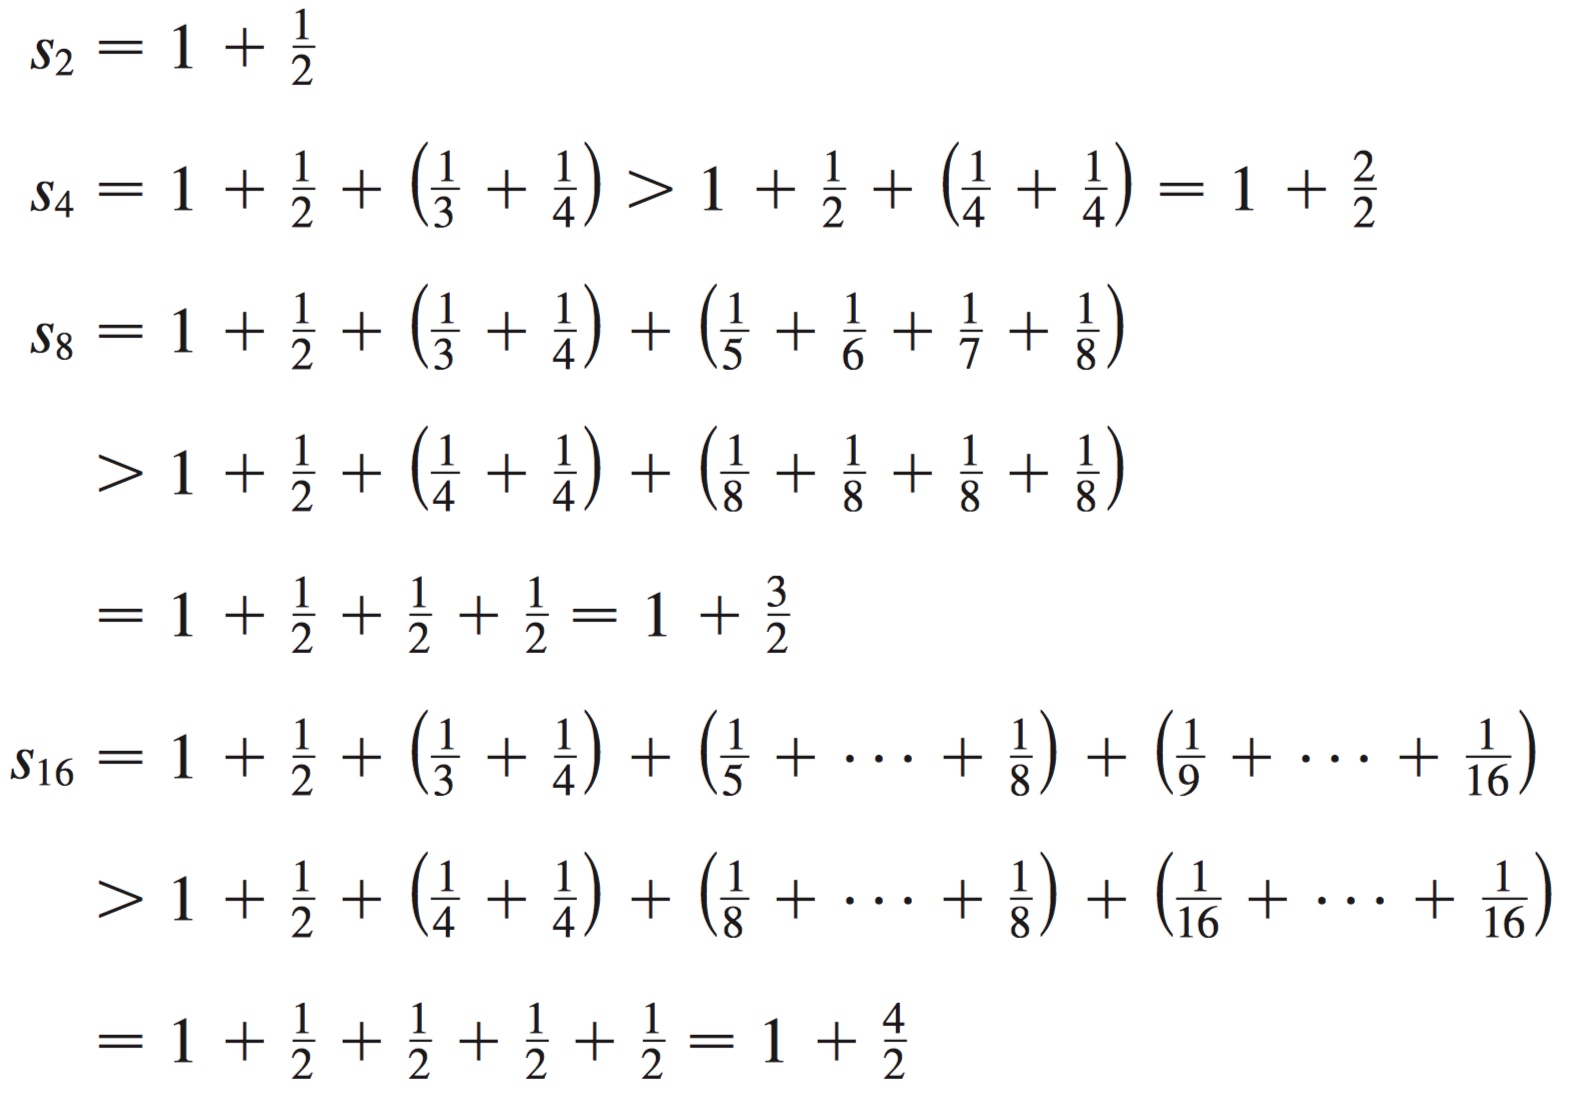 s₂ = 1 + 1/2
s₄ = 1 + 1/2 + (1/3 + 1/4) > 1 + 1/2 + (1/4 + 1/4) = 1 + 2/2
s₈ = 1 + 1/2 + (1/3 + 1/4) + (1/5 + 1/6 + 1/7 + 1/8)
> 1 + 1/2 + (1/4 + 1/4) + (1/8 + 1/8 + 1/8 + 1/8)
= 1 + 1/2 + 1/2 + 1/2 = 1 + 3/2
s₁₆ = 1 + 1/2 + (1/3 + 1/4) + (1/5 + ⋯ + 1/8) + (1/9 + ⋯ + 1/16)
> 1 + 1/2 + (1/4 + 1/4) + (1/8 + ⋯ + 1/8) + (1/16 + ⋯ + 1/16)
= 1 + 1/2 + 1/2 + 1/2 + 1/2 = 1 + 4/2